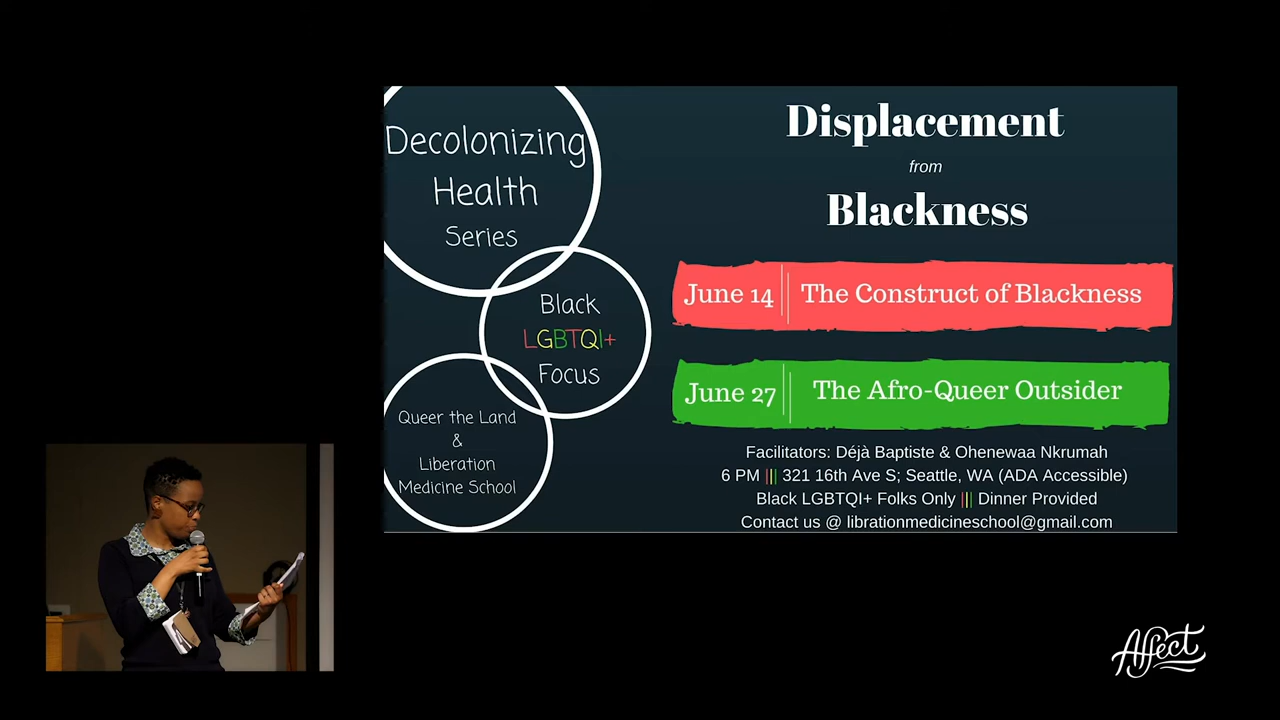 Decolonizing
Health
Series
Black
LGBTQI+
Focus
Queer the Land
&
Liberation
Medicine School
Displacement
from
Blackness
June 14 || The Construct of Blackness
June 27 || The Afro-Queer Outsider
Facilitators: Déjà Baptiste & Ohenewaa Nkrumah
6 PM ||| 321 16th Ave S; Seattle, WA (ADA Accessible)
Black LGBTQI+ Folks Only ||| Dinner Provided
Contact us @ librationmedicineschool@gmail.com
Affect